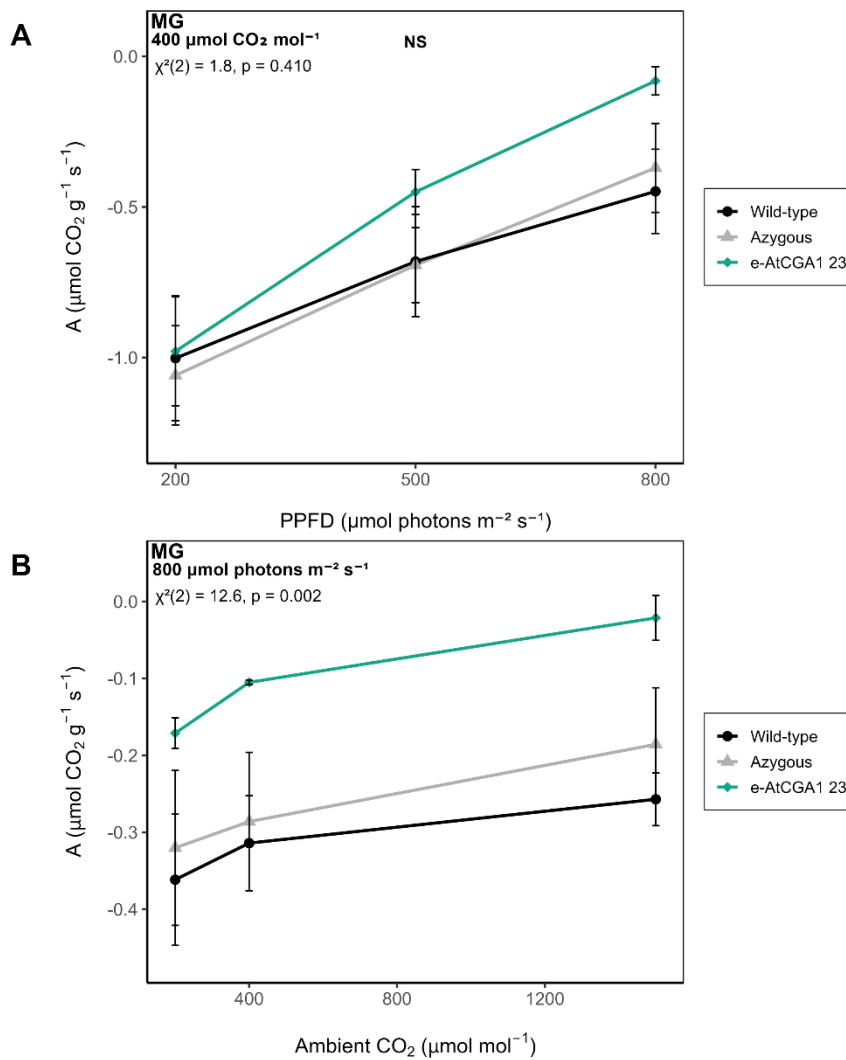 A
MG
400 µmol CO₂ mol⁻¹
NS
χ²(2) = 1.8, p = 0.410
0.0
-0.5
-1.0
A (µmol CO₂ g⁻¹ s⁻¹)
200
500
800
PPFD (µmol photons m⁻² s⁻¹)
Wild-type
Azygous
e-AtCGA1 23
B
MG
800 µmol photons m⁻² s⁻¹
χ²(2) = 12.6, p = 0.002
0.0
-0.1
-0.2
-0.3
-0.4
A (µmol CO₂ g⁻¹ s⁻¹)
400
800
1200
Ambient CO₂ (µmol mol⁻¹)
Wild-type
Azygous
e-AtCGA1 23